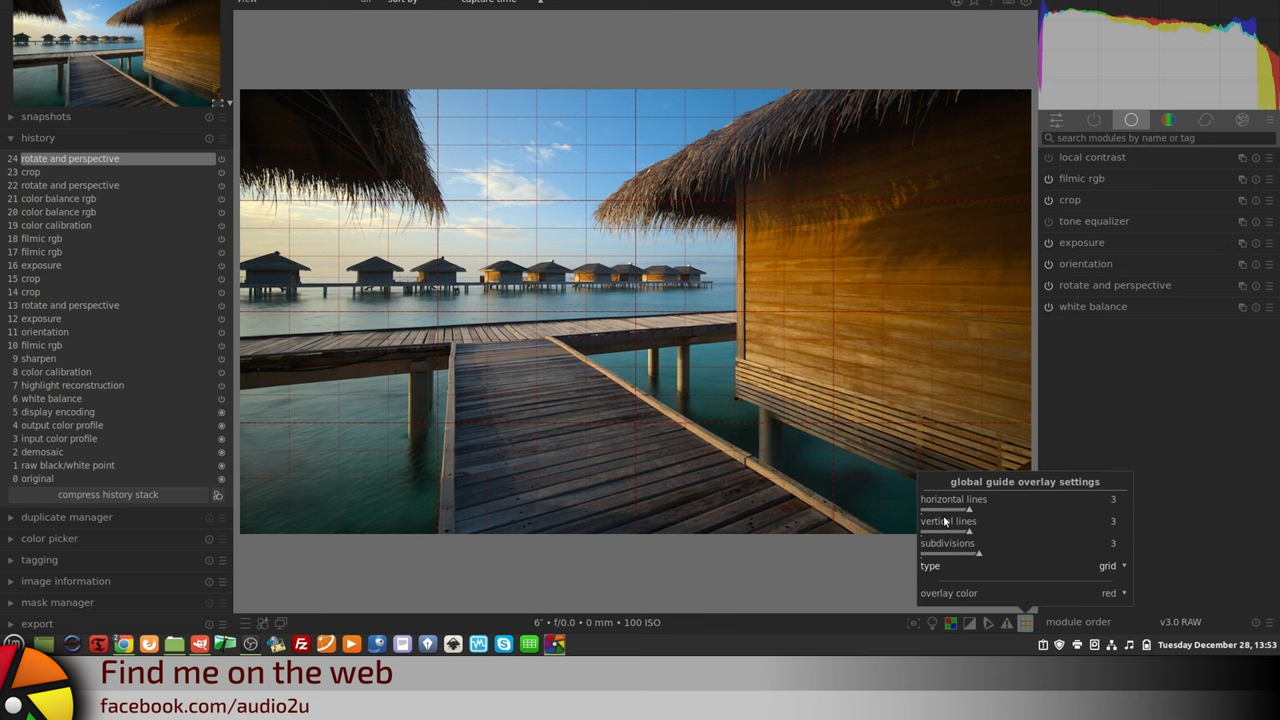 view
all
sort by
capture time
snapshots
history
24 rotate and perspective
23 crop
22 rotate and perspective
21 color balance rgb
20 color balance rgb
19 color calibration
18 filmic rgb
17 filmic rgb
16 exposure
15 crop
14 crop
13 rotate and perspective
12 exposure
11 orientation
10 filmic rgb
9 sharpen
8 color calibration
7 highlight reconstruction
6 white balance
5 display encoding
4 output color profile
3 input color profile
2 demosaic
1 raw black/white point
0 original
compress history stack
duplicate manager
color picker
tagging
image information
mask manager
export
search modules by name or tag
local contrast
filmic rgb
crop
tone equalizer
exposure
orientation
rotate and perspective
white balance
global guide overlay settings
horizontal lines 3
vertical lines 3
subdivisions 3
type grid
overlay color red
6" • f/0.0 • 0 mm • 100 ISO
module order v3.0 RAW
Tuesday December 28, 13:53
Find me on the web
facebook.com/audio2u